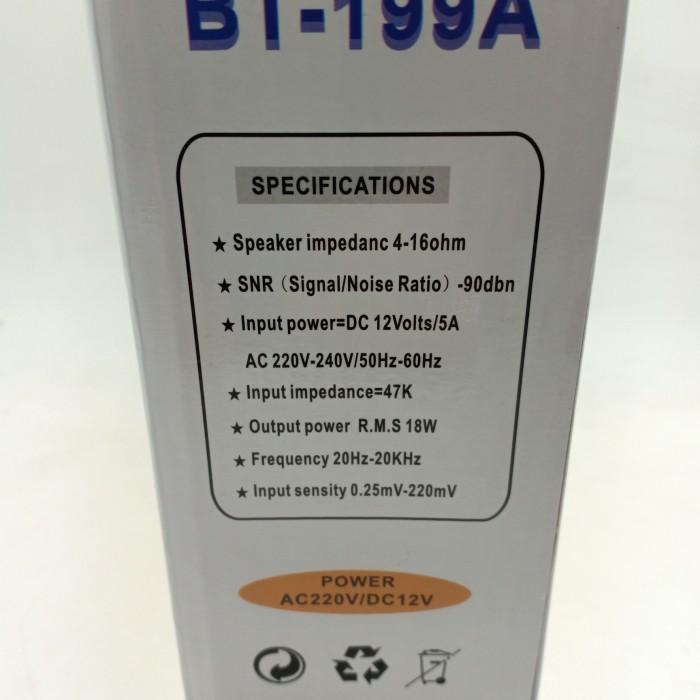 BT-199A
SPECIFICATIONS
★ Speaker impedanc 4-16ohm
★ SNR（Signal/Noise Ratio）-90dbn
★ Input power=DC 12Volts/5A
AC 220V-240V/50Hz-60Hz
★ Input impedance=47K
★ Output power R.M.S 18W
★ Frequency 20Hz-20KHz
★ Input sensity 0.25mV-220mV
POWER
AC220V/DC12V